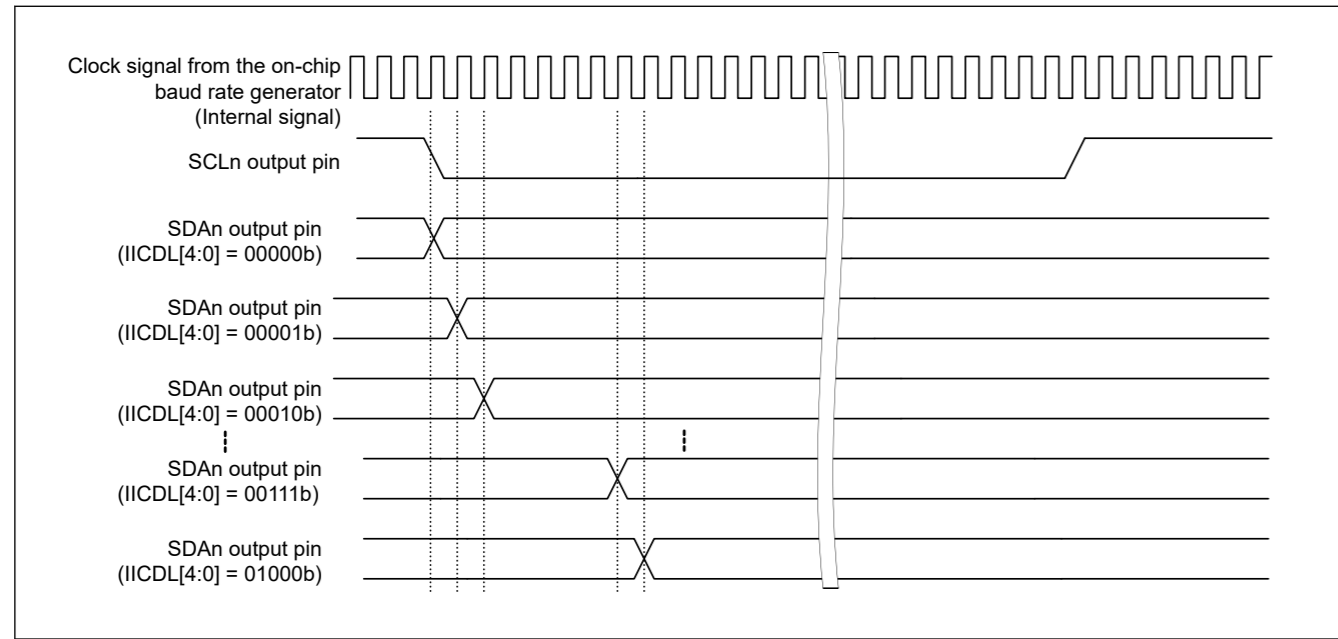 Clock signal from the on-chip
baud rate generator
(Internal signal)
SCLn output pin
SDAn output pin
(IICDL[4:0] = 00000b)
SDAn output pin
(IICDL[4:0] = 00001b)
SDAn output pin
(IICDL[4:0] = 00010b)
SDAn output pin
(IICDL[4:0] = 00111b)
SDAn output pin
(IICDL[4:0] = 01000b)